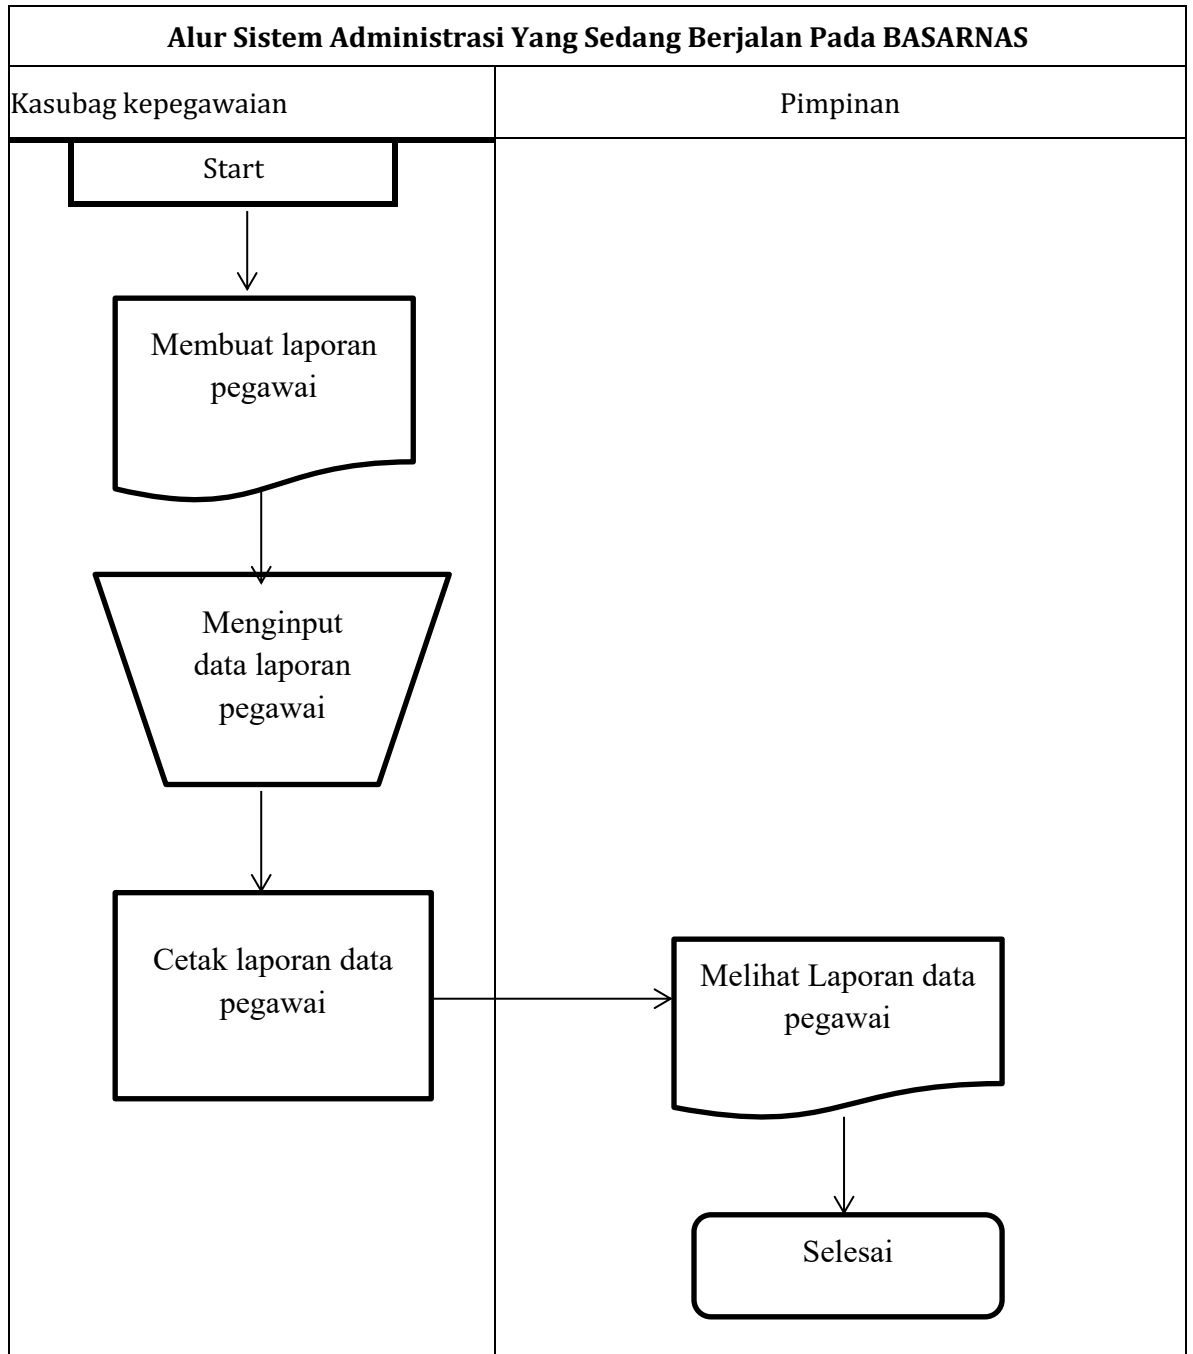 Alur Sistem Administrasi Yang Sedang Berjalan Pada BASARNAS
Kasubag kepegawaian
Pimpinan
Start
Membuat laporan
pegawai
Menginput
data laporan
pegawai
Cetak laporan data
pegawai
Melihat Laporan data
pegawai
Selesai